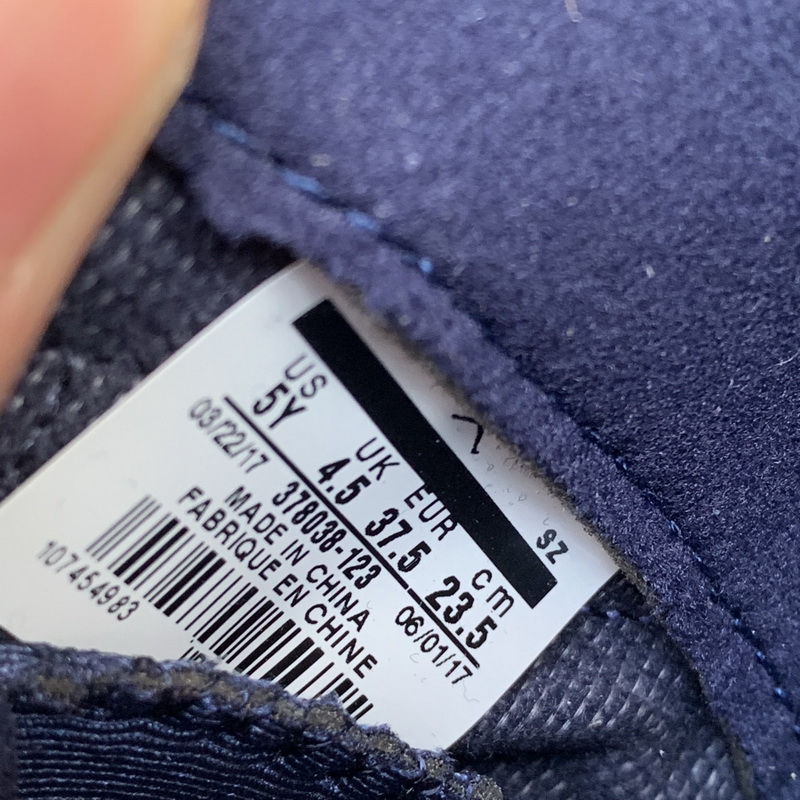 SZ
US UK EUR cm
5Y 4.5 37.5 23.5
03/22/17 378038-123 06/01/17
MADE IN CHINA
FABRIQUE EN CHINE
107454983